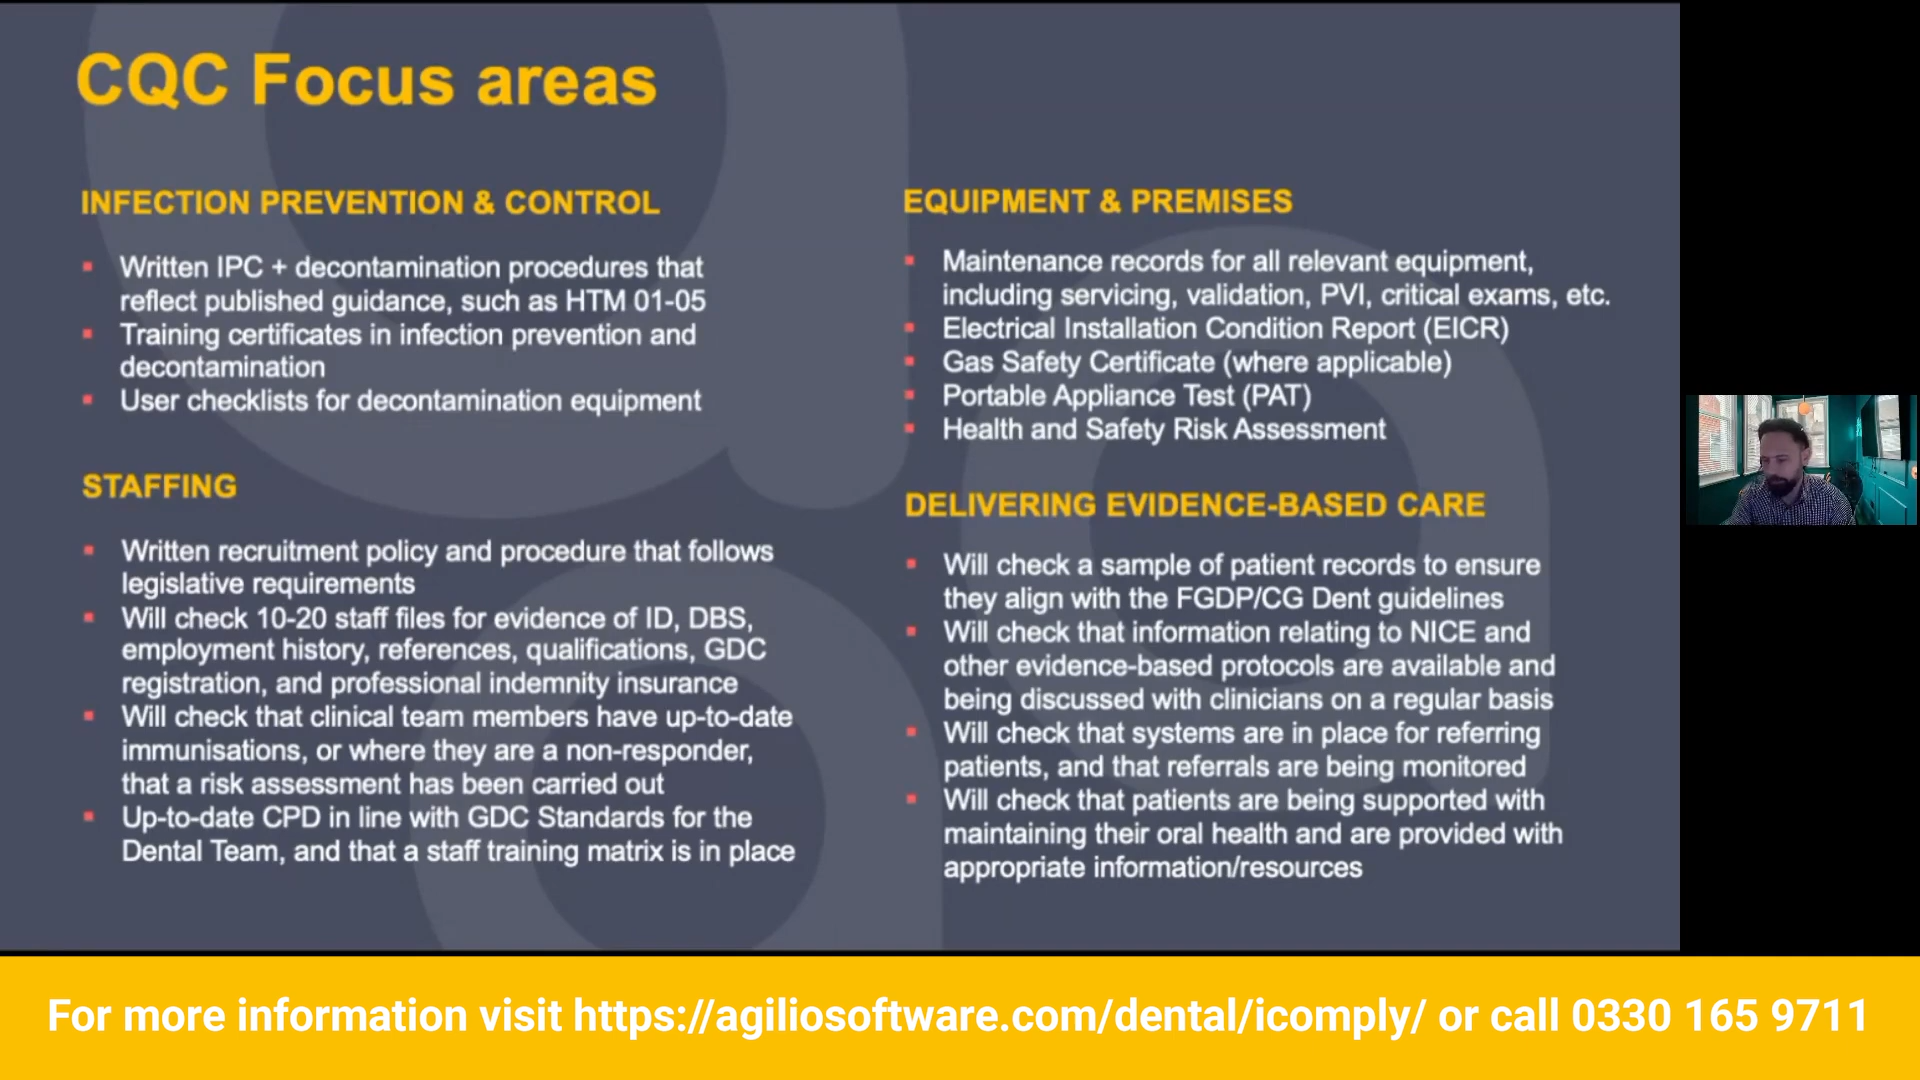 CQC Focus areas
INFECTION PREVENTION & CONTROL
Written IPC + decontamination procedures that
reflect published guidance, such as HTM 01-05
Training certificates in infection prevention and
decontamination
User checklists for decontamination equipment
STAFFING
Written recruitment policy and procedure that follows
legislative requirements
Will check 10-20 staff files for evidence of ID, DBS,
employment history, references, qualifications, GDC
registration, and professional indemnity insurance
Will check that clinical team members have up-to-date
immunisations, or where they are a non-responder,
that a risk assessment has been carried out
Up-to-date CPD in line with GDC Standards for the
Dental Team, and that a staff training matrix is in place
EQUIPMENT & PREMISES
Maintenance records for all relevant equipment,
including servicing, validation, PVI, critical exams, etc.
Electrical Installation Condition Report (EICR)
Gas Safety Certificate (where applicable)
Portable Appliance Test (PAT)
Health and Safety Risk Assessment
DELIVERING EVIDENCE-BASED CARE
Will check a sample of patient records to ensure
they align with the FGDP/CG Dent guidelines
Will check that information relating to NICE and
other evidence-based protocols are available and
being discussed with clinicians on a regular basis
Will check that systems are in place for referring
patients, and that referrals are being monitored
Will check that patients are being supported with
maintaining their oral health and are provided with
appropriate information/resources
For more information visit https://agiliosoftware.com/dental/icomply/ or call 0330 165 9711